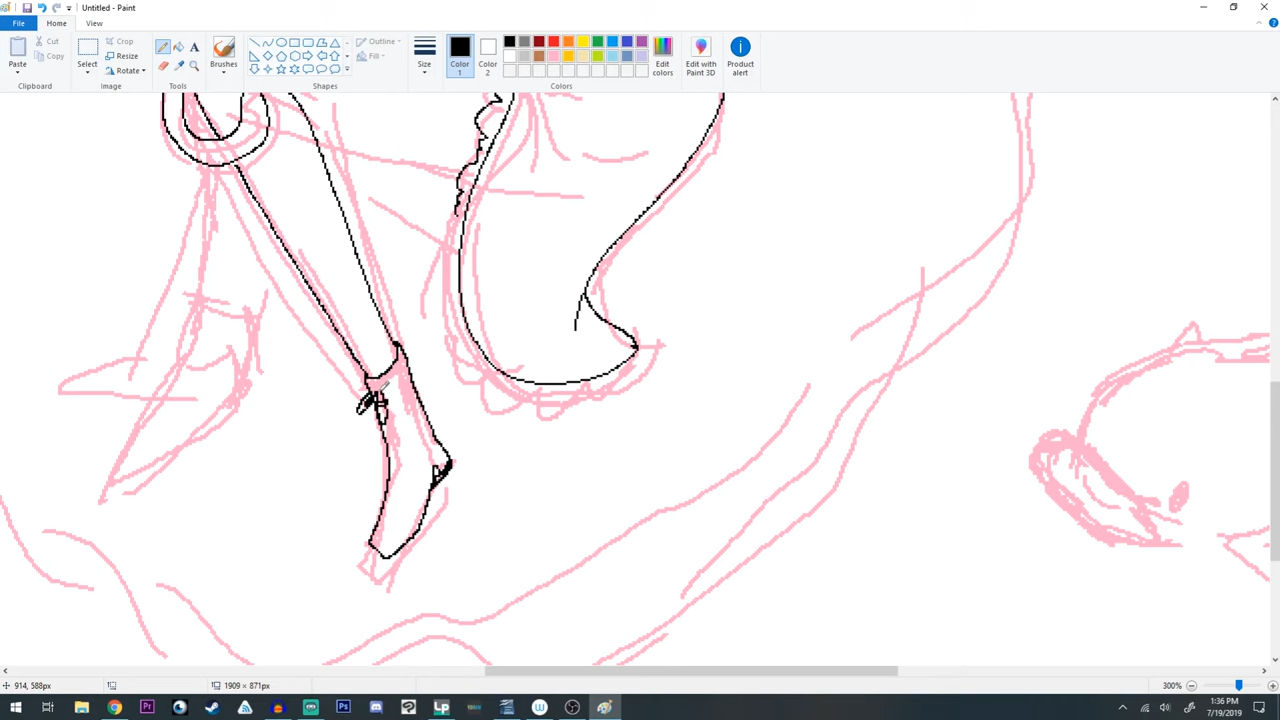 Untitled - Paint
File Home View
Paste
Cut
Copy
Clipboard
Select
Crop
Resize
Rotate
Image
Tools
Brushes
Outline
Fill
Shapes
Size
Color 1
Color 2
Edit colors
Colors
Edit with Paint 3D
Product alert
914, 588px
1909 × 871px
300%
1:36 PM
7/19/2019